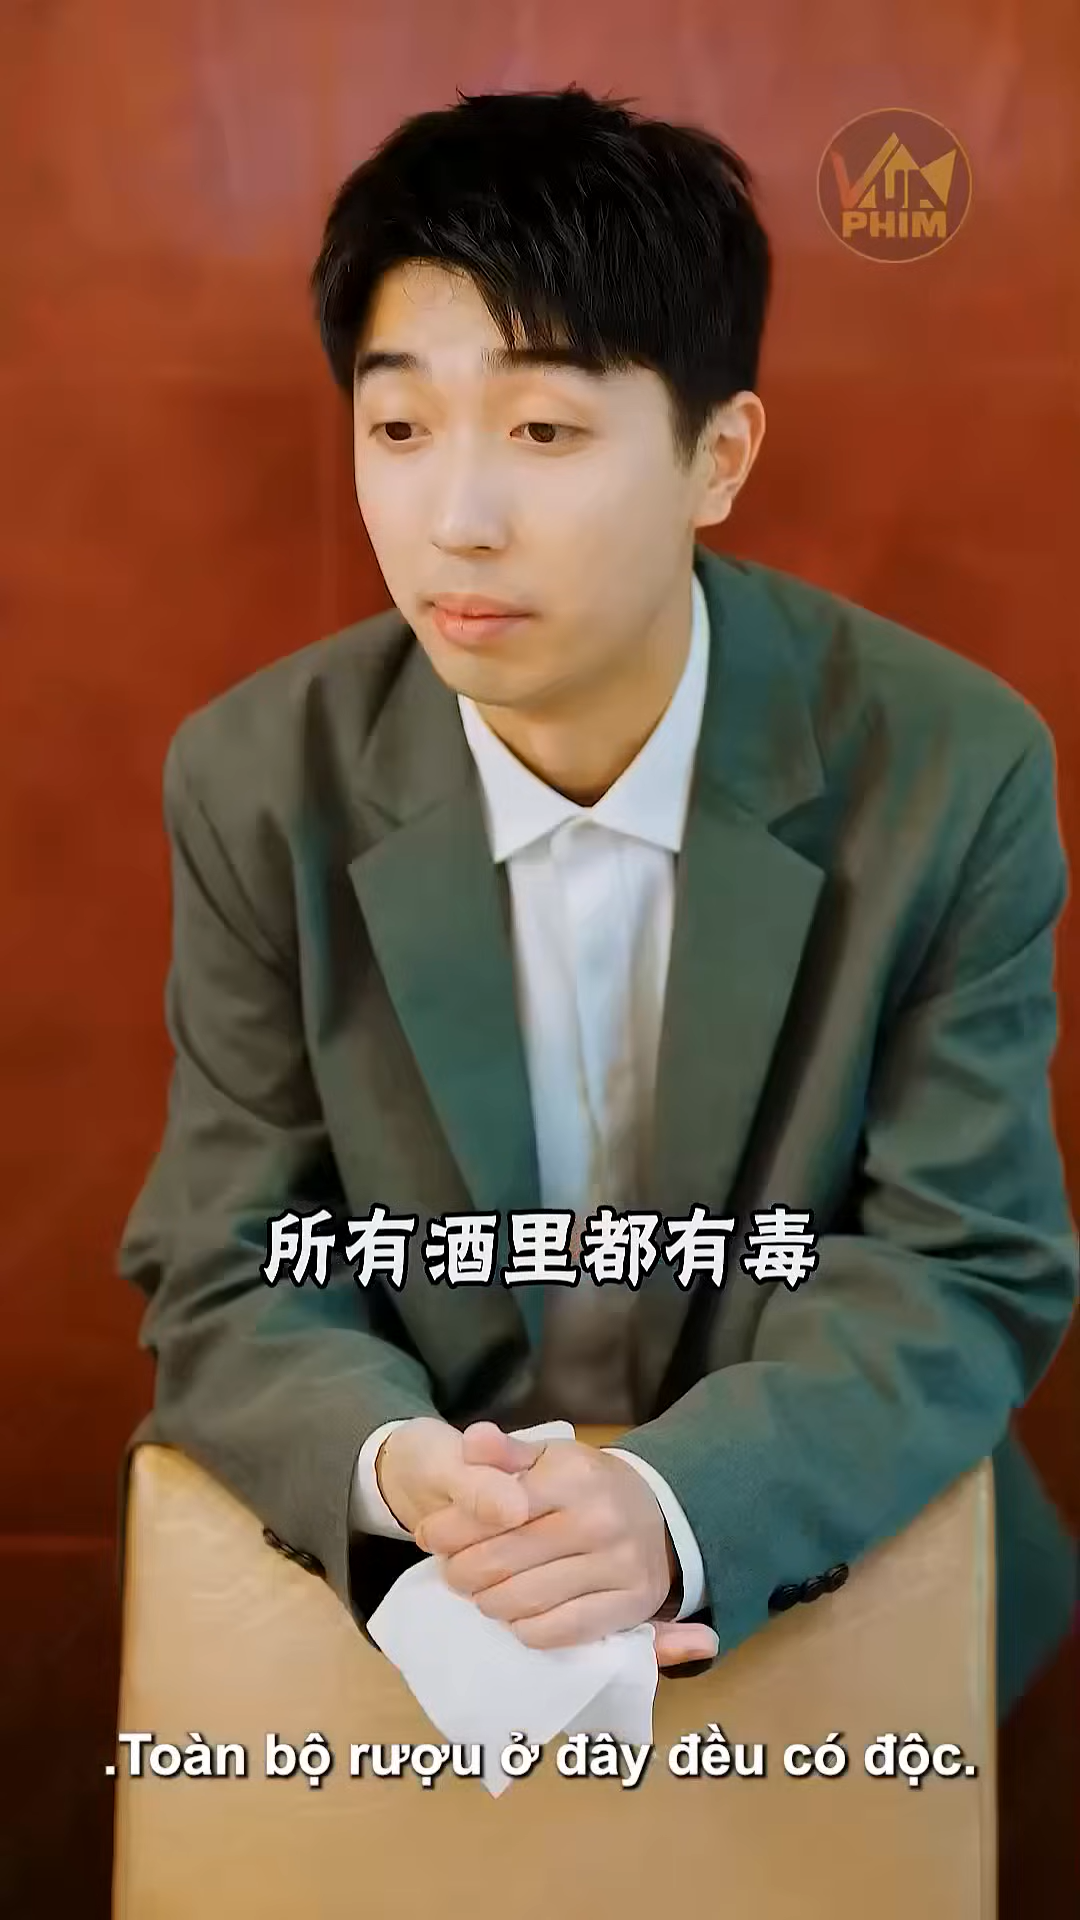 VUA
PHIM
所有酒里都有毒
.Toàn bộ rượu ở đây đều có độc.